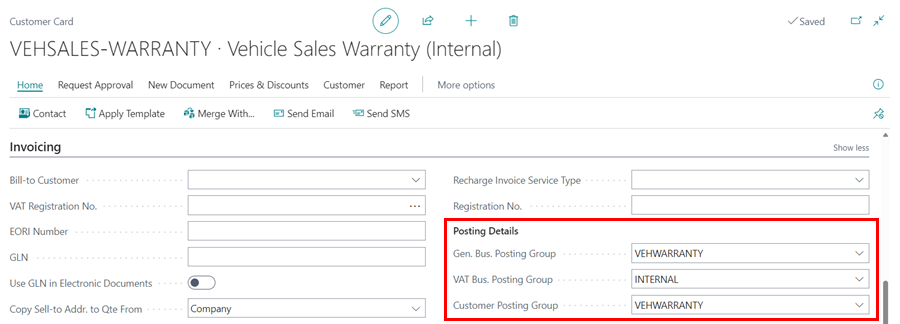 Customer Card
Saved
VEHSALES-WARRANTY · Vehicle Sales Warranty (Internal)
Home Request Approval New Document Prices & Discounts Customer Report More options
Contact Apply Template Merge With... Send Email Send SMS
Invoicing
Show less
Bill-to Customer
VAT Registration No.
EORI Number
GLN
Use GLN in Electronic Documents
Copy Sell-to Addr. to Qte From Company
Recharge Invoice Service Type
Registration No.
Posting Details
Gen. Bus. Posting Group VEHWARRANTY
VAT Bus. Posting Group INTERNAL
Customer Posting Group VEHWARRANTY